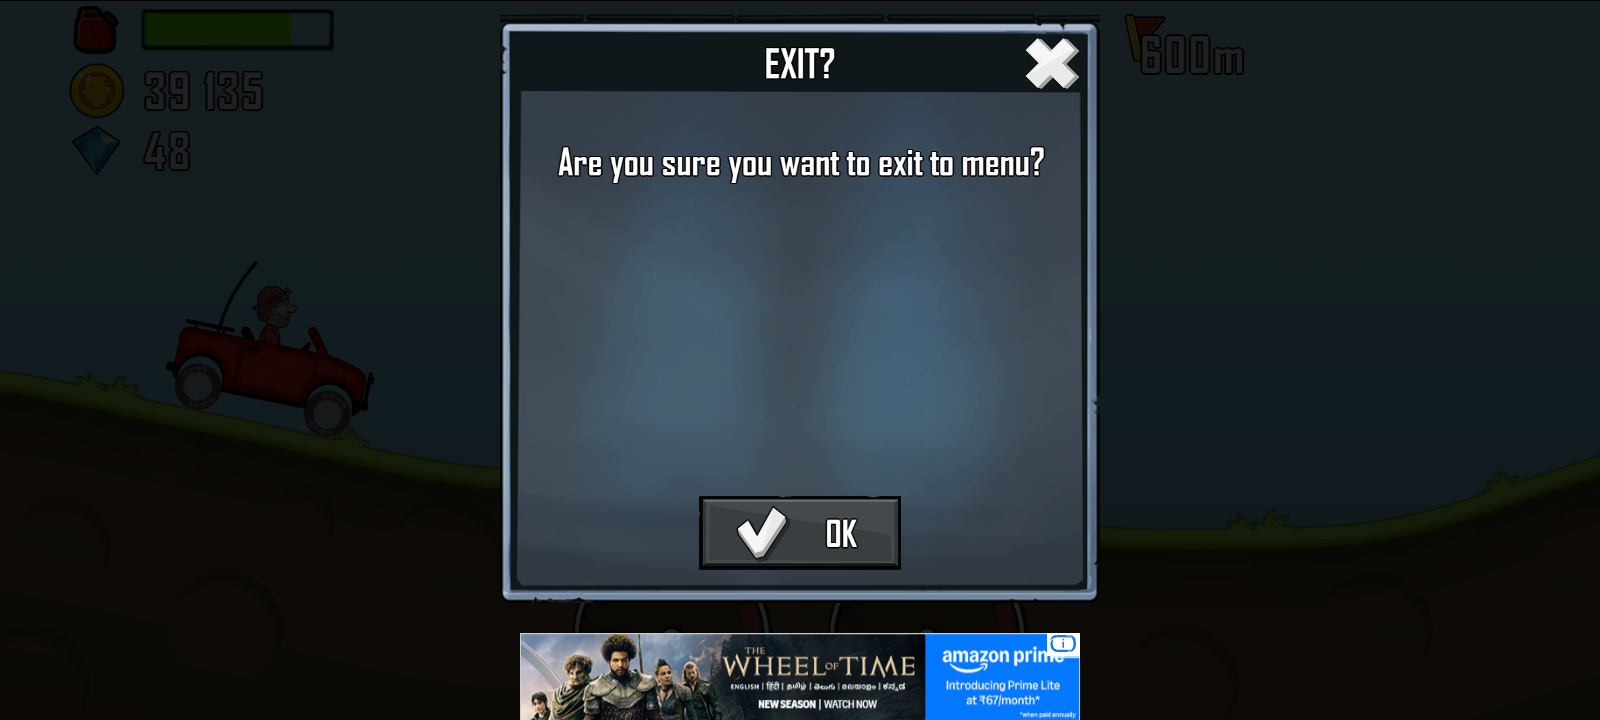 39 135
48
600m
EXIT?
Are you sure you want to exit to menu?
OK
THE
WHEEL OF TIME
ENGLISH | हिंदी | தமிழ் | తెలుగు | മലയാളം | ಕನ್ನಡ
NEW SEASON | WATCH NOW
amazon prime
Introducing Prime Lite
at ₹67/month*
*when paid annually